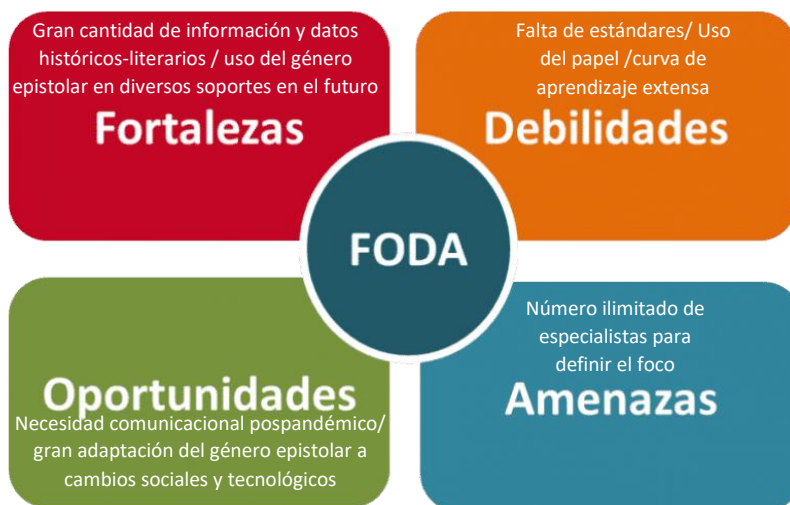 Gran cantidad de información y datos
históricos-literarios / uso del género
epistolar en diversos soportes en el futuro
Fortalezas
Falta de estándares/ Uso
del papel /curva de
aprendizaje extensa
Debilidades
FODA
Oportunidades
Necesidad comunicacional pospandémico/
gran adaptación del género epistolar a
cambios sociales y tecnológicos
Número ilimitado de
especialistas para
definir el foco
Amenazas